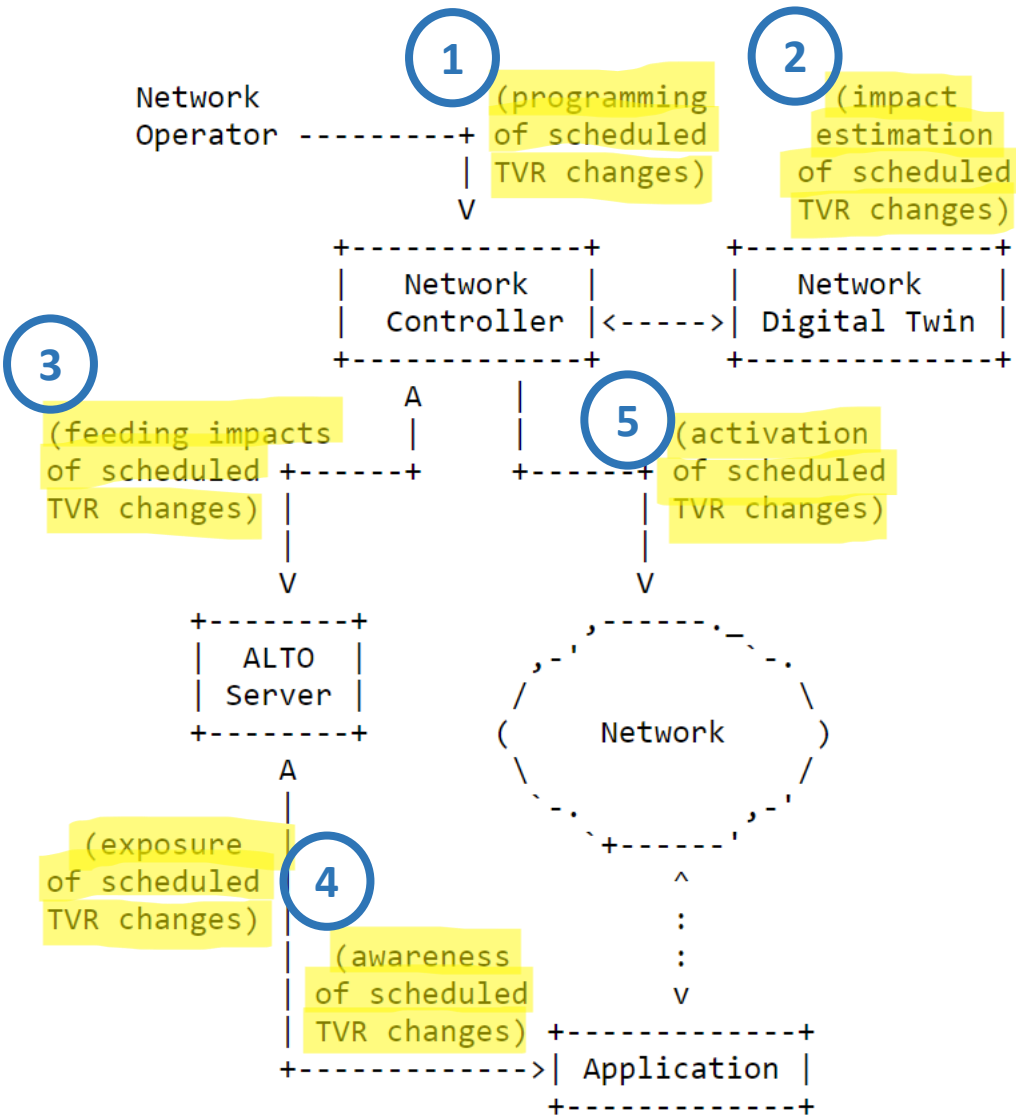 1
(programming
of scheduled
TVR changes)
2
(impact
estimation
of scheduled
TVR changes)
Network
Operator ---------+
|
V
+-------------+
| Network |
| Controller |<----->| Digital Twin |
+-------------+
+--------------+
| Network |
+--------------+
3
(feeding impacts
of scheduled
TVR changes)
A |
| |
+------+ +------+
| |
| |
V V
5
(activation
of scheduled
TVR changes)
+--------+
| ALTO |
| Server |
+--------+
,------._
,-' `-.
/ \
( Network )
\ /
`-. ,-'
`+------'
A
|
(exposure
of scheduled
TVR changes)
4
|
|
|
|
(awareness
of scheduled
TVR changes)
^
:
:
v
+-------------+
+------------->| Application |
+-------------+